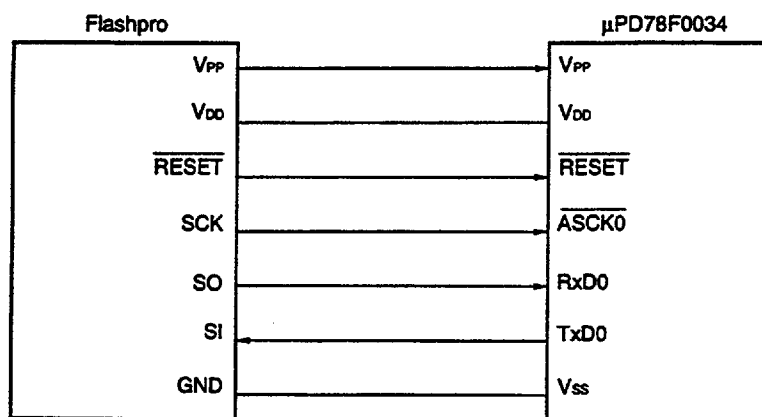 Flashpro μPD78F0034
VPP VPP
VDD VDD
RESET RESET
SCK ASCK0
SO RxD0
SI TxD0
GND VSS